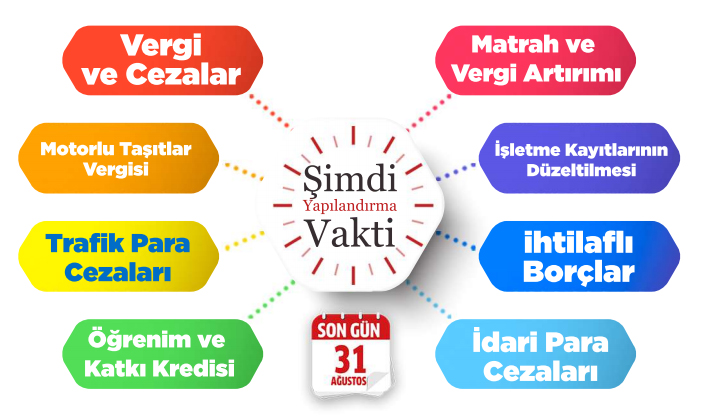 Vergi
ve Cezalar
Matrah ve
Vergi Artırımı
Motorlu Taşıtlar
Vergisi
İşletme Kayıtlarının
Düzeltilmesi
Şimdi
Yapılandırma
Vakti
Trafik Para
Cezaları
ihtilaflı
Borçlar
Öğrenim ve
Katkı Kredisi
SON GÜN
31
AĞUSTOS
İdari Para
Cezaları